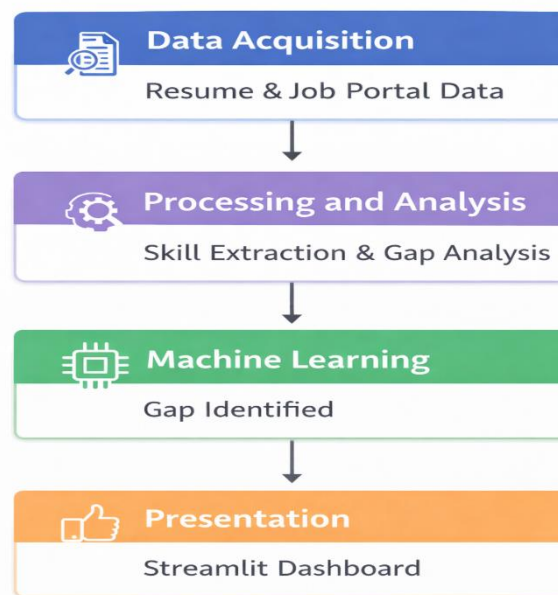 Data Acquisition
Resume & Job Portal Data
Processing and Analysis
Skill Extraction & Gap Analysis
Machine Learning
Gap Identified
Presentation
Streamlit Dashboard